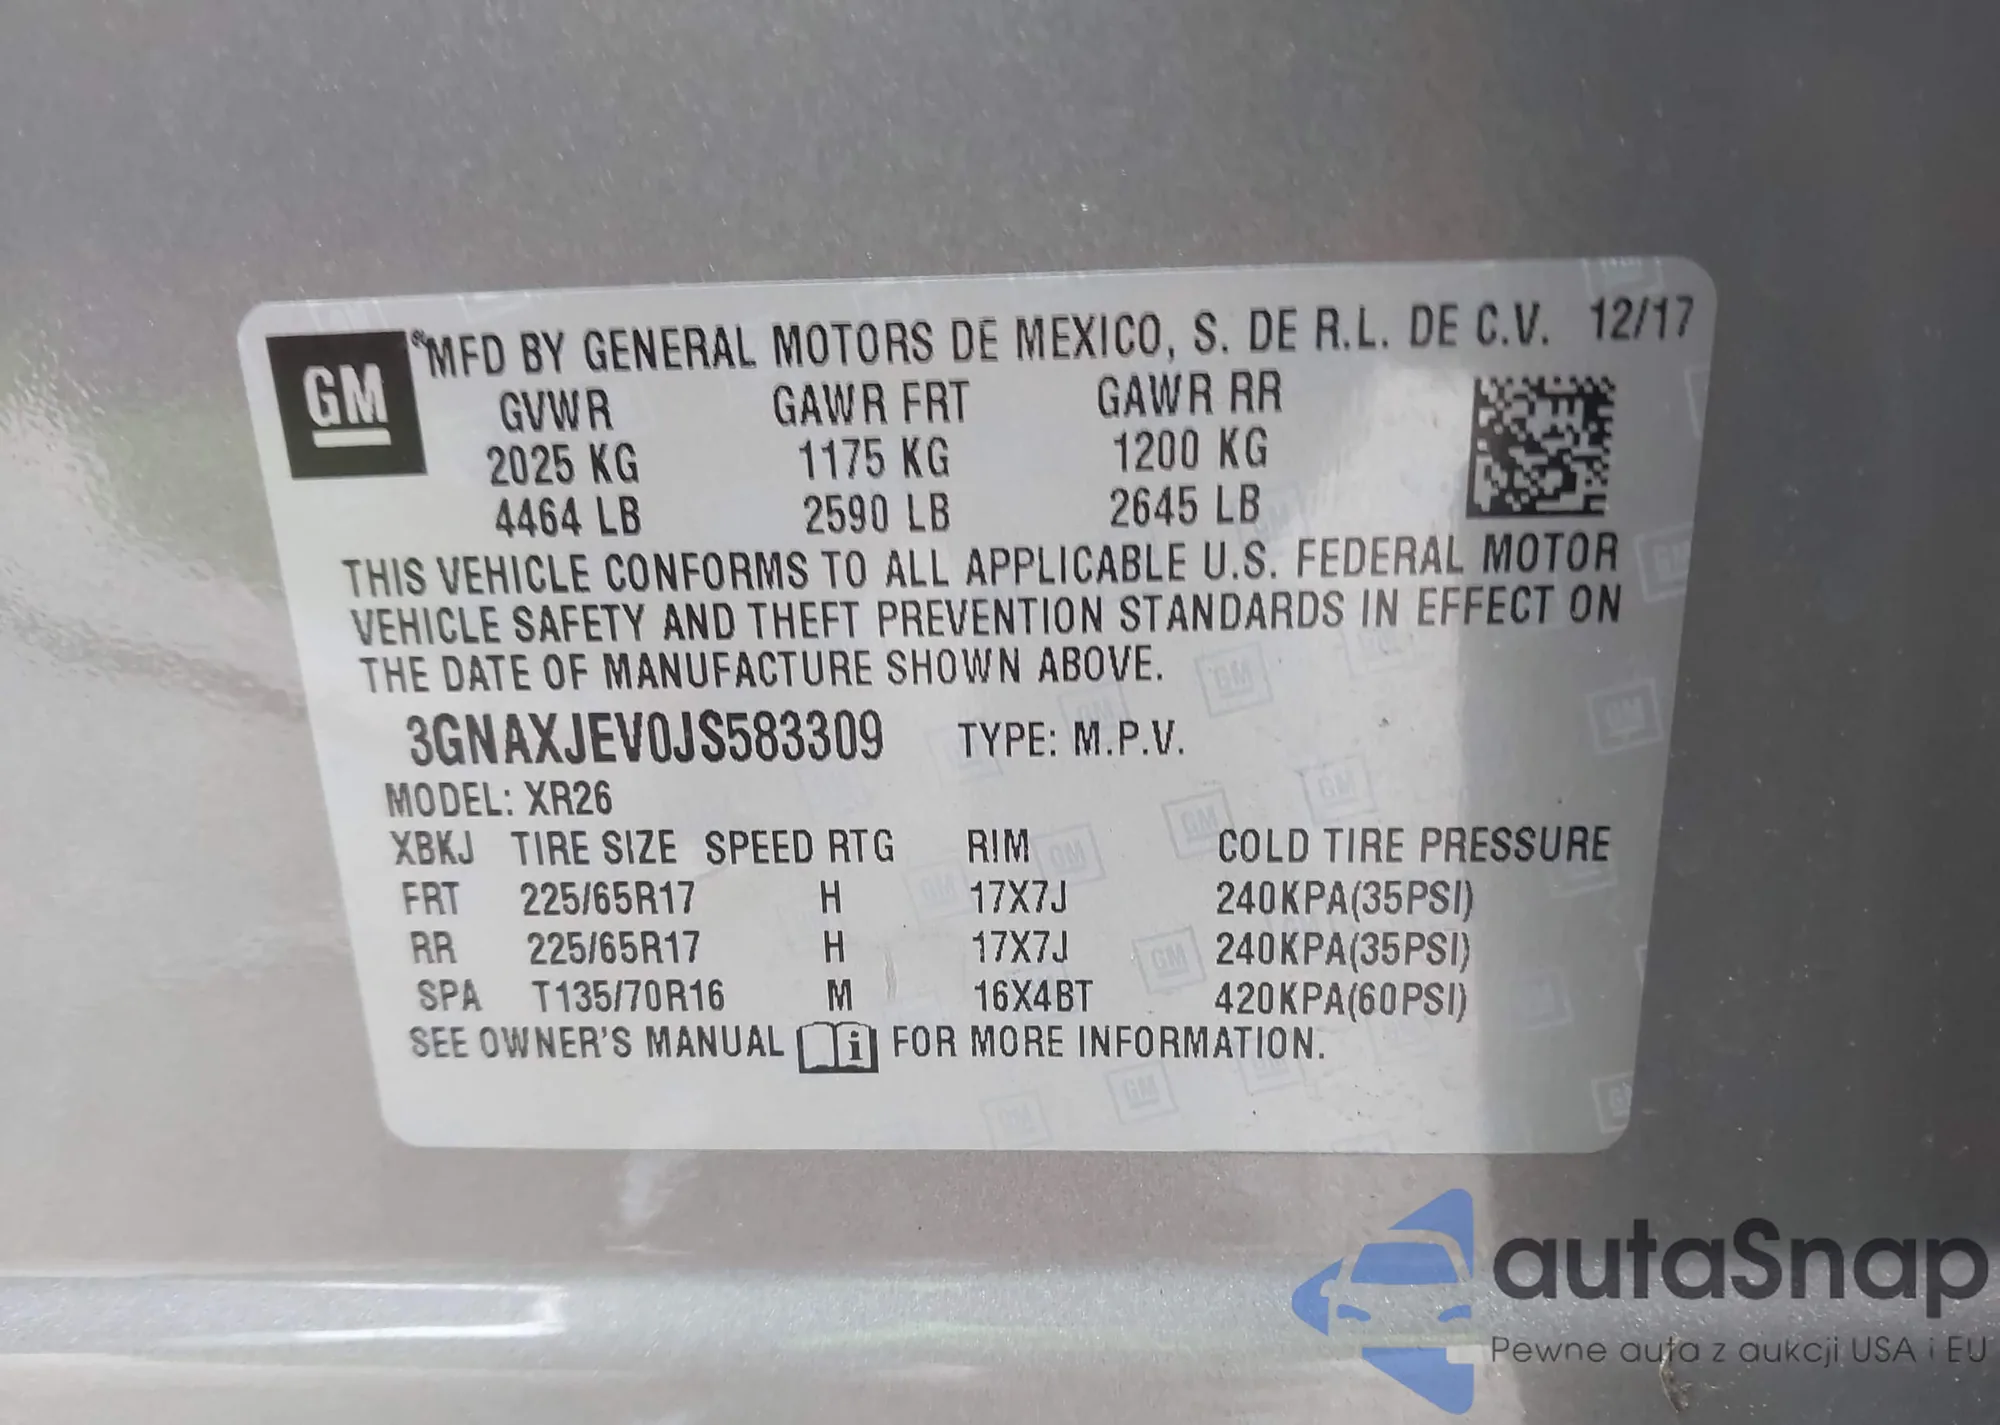 GM
MFD BY GENERAL MOTORS DE MEXICO, S. DE R.L. DE C.V. 12/17
GVWR GAWR FRT GAWR RR
2025 KG 1175 KG 1200 KG
4464 LB 2590 LB 2645 LB
THIS VEHICLE CONFORMS TO ALL APPLICABLE U.S. FEDERAL MOTOR
VEHICLE SAFETY AND THEFT PREVENTION STANDARDS IN EFFECT ON
THE DATE OF MANUFACTURE SHOWN ABOVE.
3GNAXJEV0JS583309 TYPE: M.P.V.
MODEL: XR26
XBKJ TIRE SIZE SPEED RTG RIM COLD TIRE PRESSURE
FRT 225/65R17 H 17X7J 240KPA(35PSI)
RR 225/65R17 H 17X7J 240KPA(35PSI)
SPA T135/70R16 M 16X4BT 420KPA(60PSI)
SEE OWNER'S MANUAL i FOR MORE INFORMATION.
autaSnap
Pewne auta z aukcji USA i EU